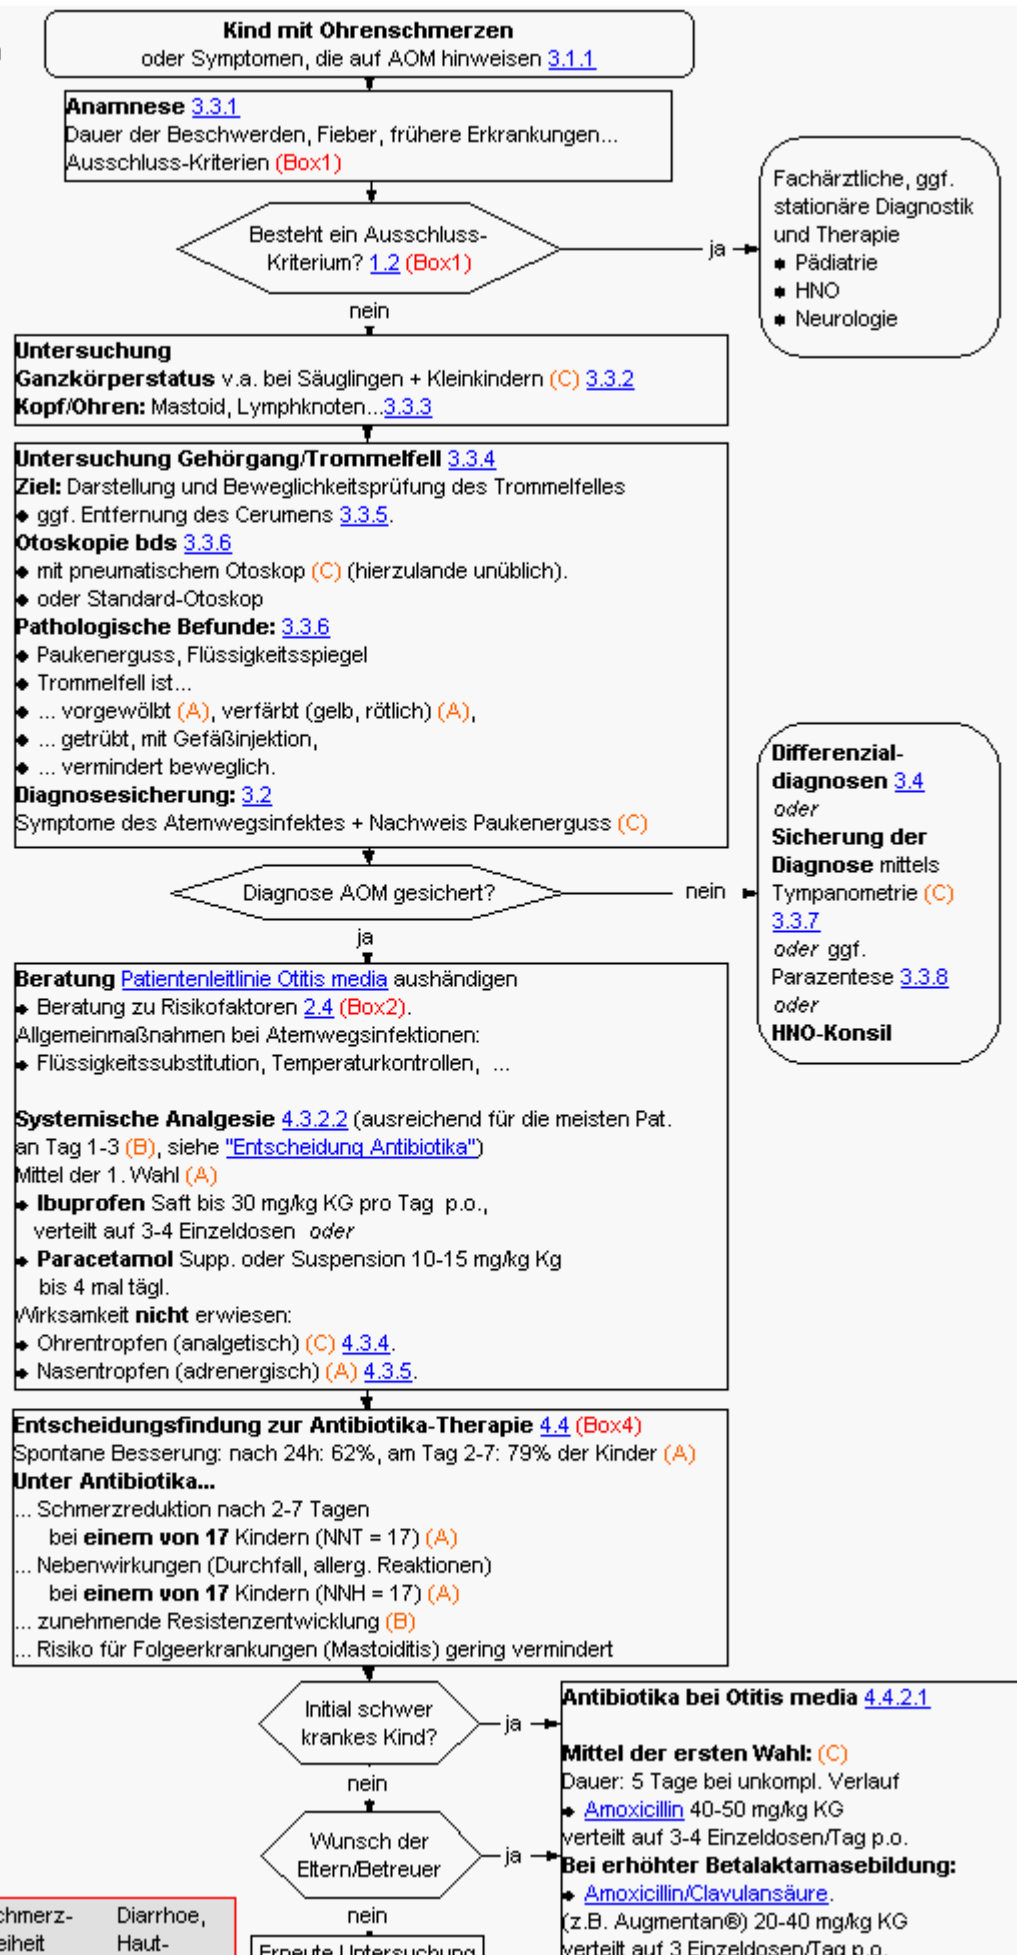 Kind mit Ohrenschmerzen
oder Symptomen, die auf AOM hinweisen 3.1.1
Anamnese 3.3.1
Dauer der Beschwerden, Fieber, frühere Erkrankungen...
Ausschluss-Kriterien (Box1)
Besteht ein Ausschluss-
Kriterium? 1.2 (Box1)
ja
Fachärztliche, ggf.
stationäre Diagnostik
und Therapie
Pädiatrie
HNO
Neurologie
nein
Untersuchung
Ganzkörperstatus v.a. bei Säuglingen + Kleinkindern (C) 3.3.2
Kopf/Ohren: Mastoid, Lymphknoten...3.3.3
Untersuchung Gehörgang/Trommelfell 3.3.4
Ziel: Darstellung und Beweglichkeitsprüfung des Trommelfelles
ggf. Entfernung des Cerumens 3.3.5.
Otoskopie bds 3.3.6
mit pneumatischem Otoskop (C) (hierzulande unüblich).
oder Standard-Otoskop
Pathologische Befunde: 3.3.6
Paukenerguss, Flüssigkeitsspiegel
Trommelfell ist...
... vorgewölbt (A), verfärbt (gelb, rötlich) (A),
... getrübt, mit Gefäßinjektion,
... vermindert beweglich.
Diagnosesicherung: 3.2
Symptome des Atemwegsinfektes + Nachweis Paukenerguss (C)
Diagnose AOM gesichert?
nein
Differenzial-
diagnosen 3.4
oder
Sicherung der
Diagnose mittels
Tympanometrie (C)
3.3.7
oder ggf.
Parazentese 3.3.8
oder
HNO-Konsil
ja
Beratung Patientenleitlinie Otitis media aushändigen
Beratung zu Risikofaktoren 2.4 (Box2).
Allgemeinmaßnahmen bei Atemwegsinfektionen:
Flüssigkeitssubstitution, Temperaturkontrollen, ...
Systemische Analgesie 4.3.2.2 (ausreichend für die meisten Pat.
an Tag 1-3 (B), siehe "Entscheidung Antibiotika")
Mittel der 1. Wahl (A)
Ibuprofen Saft bis 30 mg/kg KG pro Tag p.o.,
verteilt auf 3-4 Einzeldosen oder
Paracetamol Supp. oder Suspension 10-15 mg/kg Kg
bis 4 mal tägl.
Wirksamkeit nicht erwiesen:
Ohrentropfen (analgetisch) (C) 4.3.4.
Nasentropfen (adrenergisch) (A) 4.3.5.
Entscheidungsfindung zur Antibiotika-Therapie 4.4 (Box4)
Spontane Besserung: nach 24h: 62%, am Tag 2-7: 79% der Kinder (A)
Unter Antibiotika...
... Schmerzreduktion nach 2-7 Tagen
bei einem von 17 Kindern (NNT = 17) (A)
... Nebenwirkungen (Durchfall, allerg. Reaktionen)
bei einem von 17 Kindern (NNH = 17) (A)
... zunehmende Resistenzentwicklung (B)
... Risiko für Folgeerkrankungen (Mastoiditis) gering vermindert
Initial schwer
krankes Kind?
ja
nein
Wunsch der
Eltern/Betreuer
ja
nein
Antibiotika bei Otitis media 4.4.2.1
Mittel der ersten Wahl: (C)
Dauer: 5 Tage bei unkompl. Verlauf
Amoxicillin 40-50 mg/kg KG
verteilt auf 3-4 Einzeldosen/Tag p.o.
Bei erhöhter Betalaktamasebildung:
Amoxicillin/Clavulansäure.
(z.B. Augmentan®) 20-40 mg/kg KG
verteilt auf 3 Einzeldosen/Tag p.o.
chmerz- Diarrhoe,
eiheit Haut-
Erneute Untersuchung